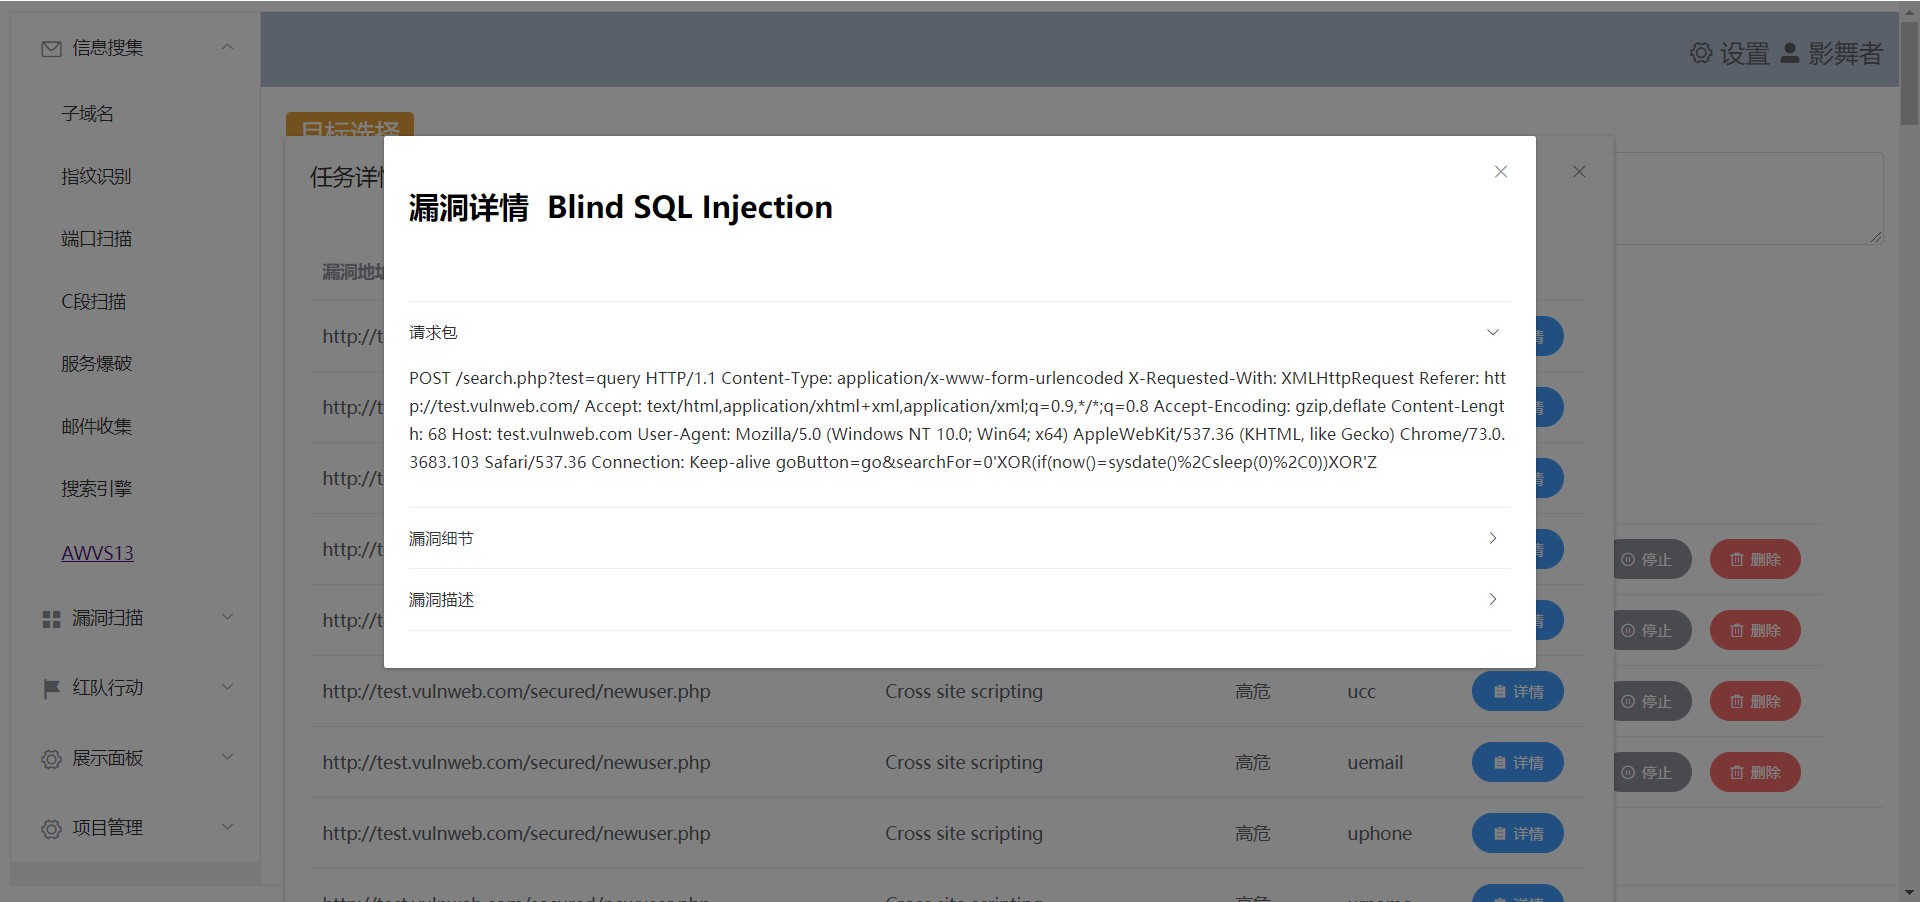 信息搜集
设置 影舞者
子域名
目标选择
指纹识别
任务详情
漏洞详情 Blind SQL Injection
端口扫描
漏洞地址
C段扫描
请求包
http://t
服务爆破
POST /search.php?test=query HTTP/1.1 Content-Type: application/x-www-form-urlencoded X-Requested-With: XMLHttpRequest Referer: htt
p://test.vulnweb.com/ Accept: text/html,application/xhtml+xml,application/xml;q=0.9,*/*;q=0.8 Accept-Encoding: gzip,deflate Content-Lengt
h: 68 Host: test.vulnweb.com User-Agent: Mozilla/5.0 (Windows NT 10.0; Win64; x64) AppleWebKit/537.36 (KHTML, like Gecko) Chrome/73.0.
3683.103 Safari/537.36 Connection: Keep-alive goButton=go&searchFor=0'XOR(if(now()=sysdate()%2Csleep(0)%2C0))XOR'Z
http://t
邮件收集
http://t
搜索引擎
漏洞细节
AWVS13
http://t
停止 删除
漏洞描述
漏洞扫描
http://t
停止 删除
红队行动
http://test.vulnweb.com/secured/newuser.php Cross site scripting 高危 ucc 详情
停止 删除
展示面板
http://test.vulnweb.com/secured/newuser.php Cross site scripting 高危 uemail 详情
停止 删除
项目管理
http://test.vulnweb.com/secured/newuser.php Cross site scripting 高危 uphone 详情